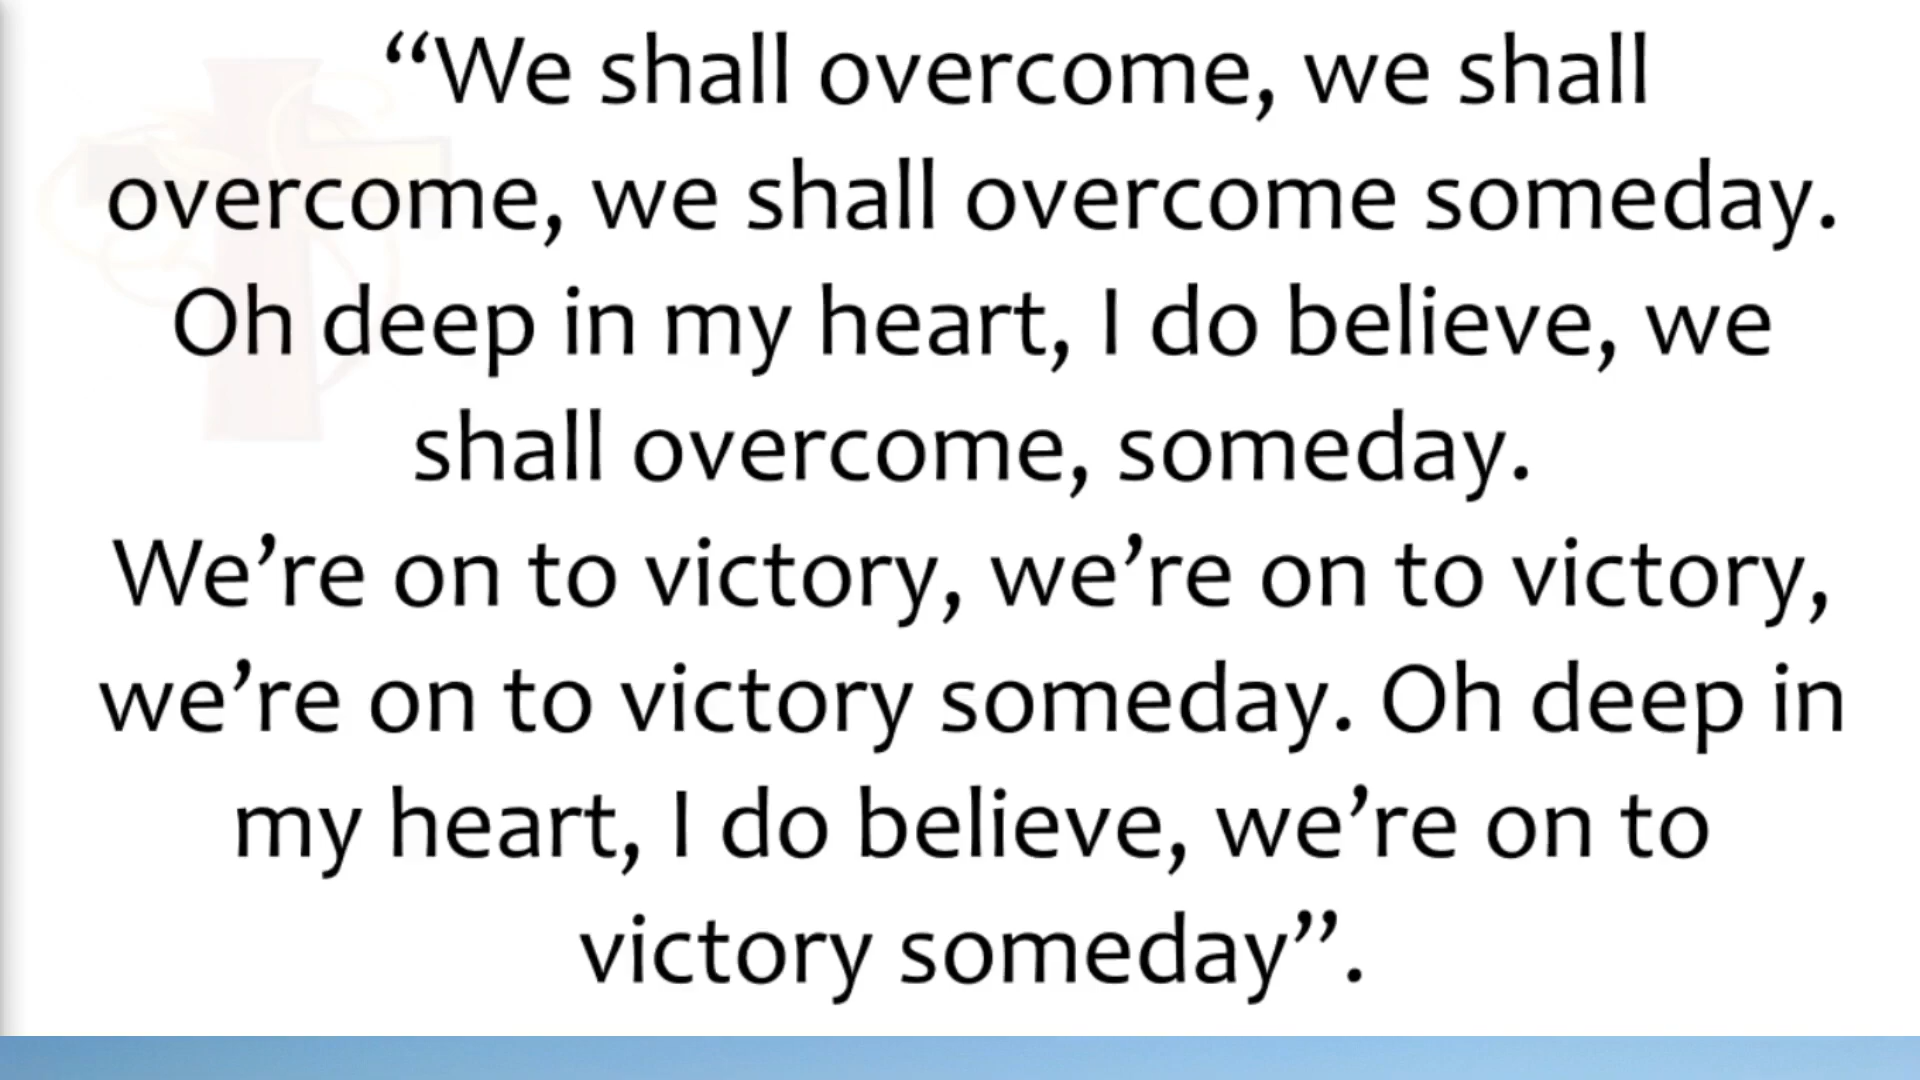 “We shall overcome, we shall
overcome, we shall overcome someday.
Oh deep in my heart, I do believe, we
shall overcome, someday.
We’re on to victory, we’re on to victory,
we’re on to victory someday. Oh deep in
my heart, I do believe, we’re on to
victory someday”.